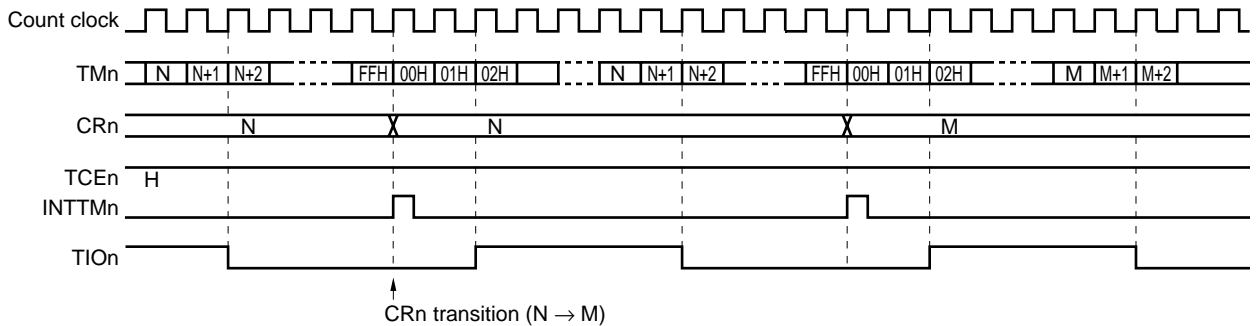 Count clock
TMn N N+1 N+2 FFH 00H 01H 02H N N+1 N+2 FFH 00H 01H 02H M M+1 M+2
CRn N N M
TCEn H
INTTMn
TIOn
CRn transition (N → M)